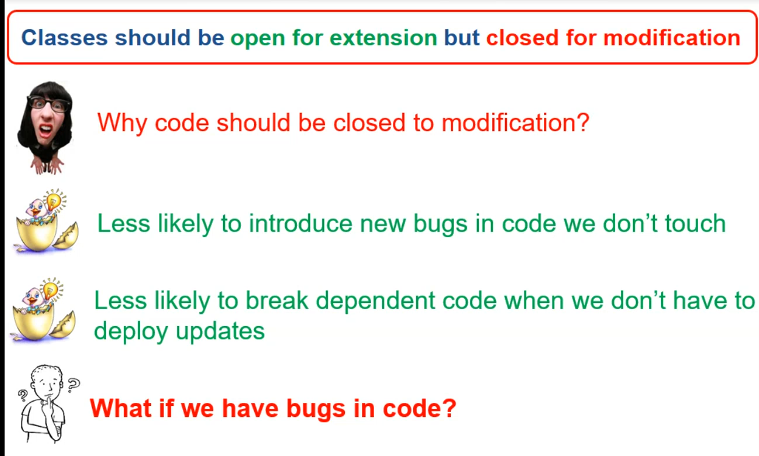 Classes should be open for extension but closed for modification
Why code should be closed to modification?
Less likely to introduce new bugs in code we don't touch
Less likely to break dependent code when we don't have to
deploy updates
? ?
What if we have bugs in code?